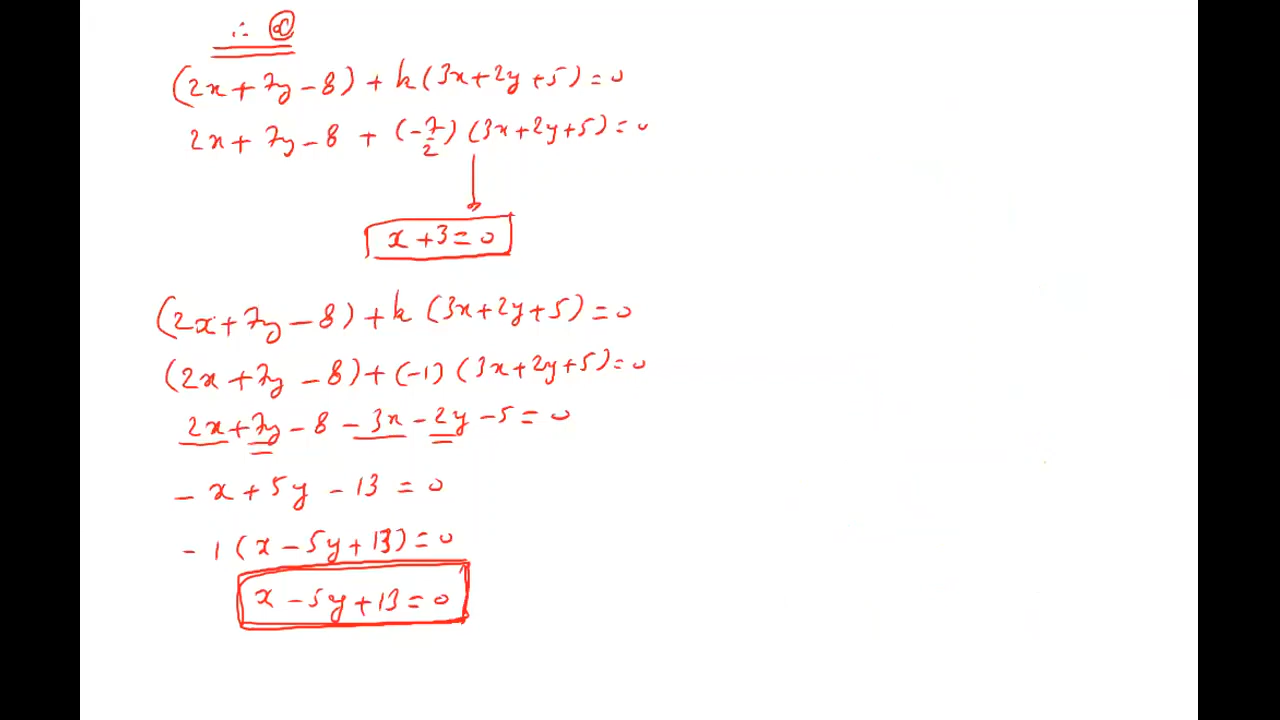 ∴ ⓧ
(2x + 7y - 8) + k(3x + 2y + 5) = 0
2x + 7y - 8 + (-7/2) (3x + 2y + 5) = 0
x + 3 = 0
(2x + 7y - 8) + k (3x + 2y + 5) = 0
(2x + 7y - 8) + (-1) (3x + 2y + 5) = 0
2x + 7y - 8 - 3x - 2y - 5 = 0
- x + 5y - 13 = 0
- 1 (x - 5y + 13) = 0
x - 5y + 13 = 0